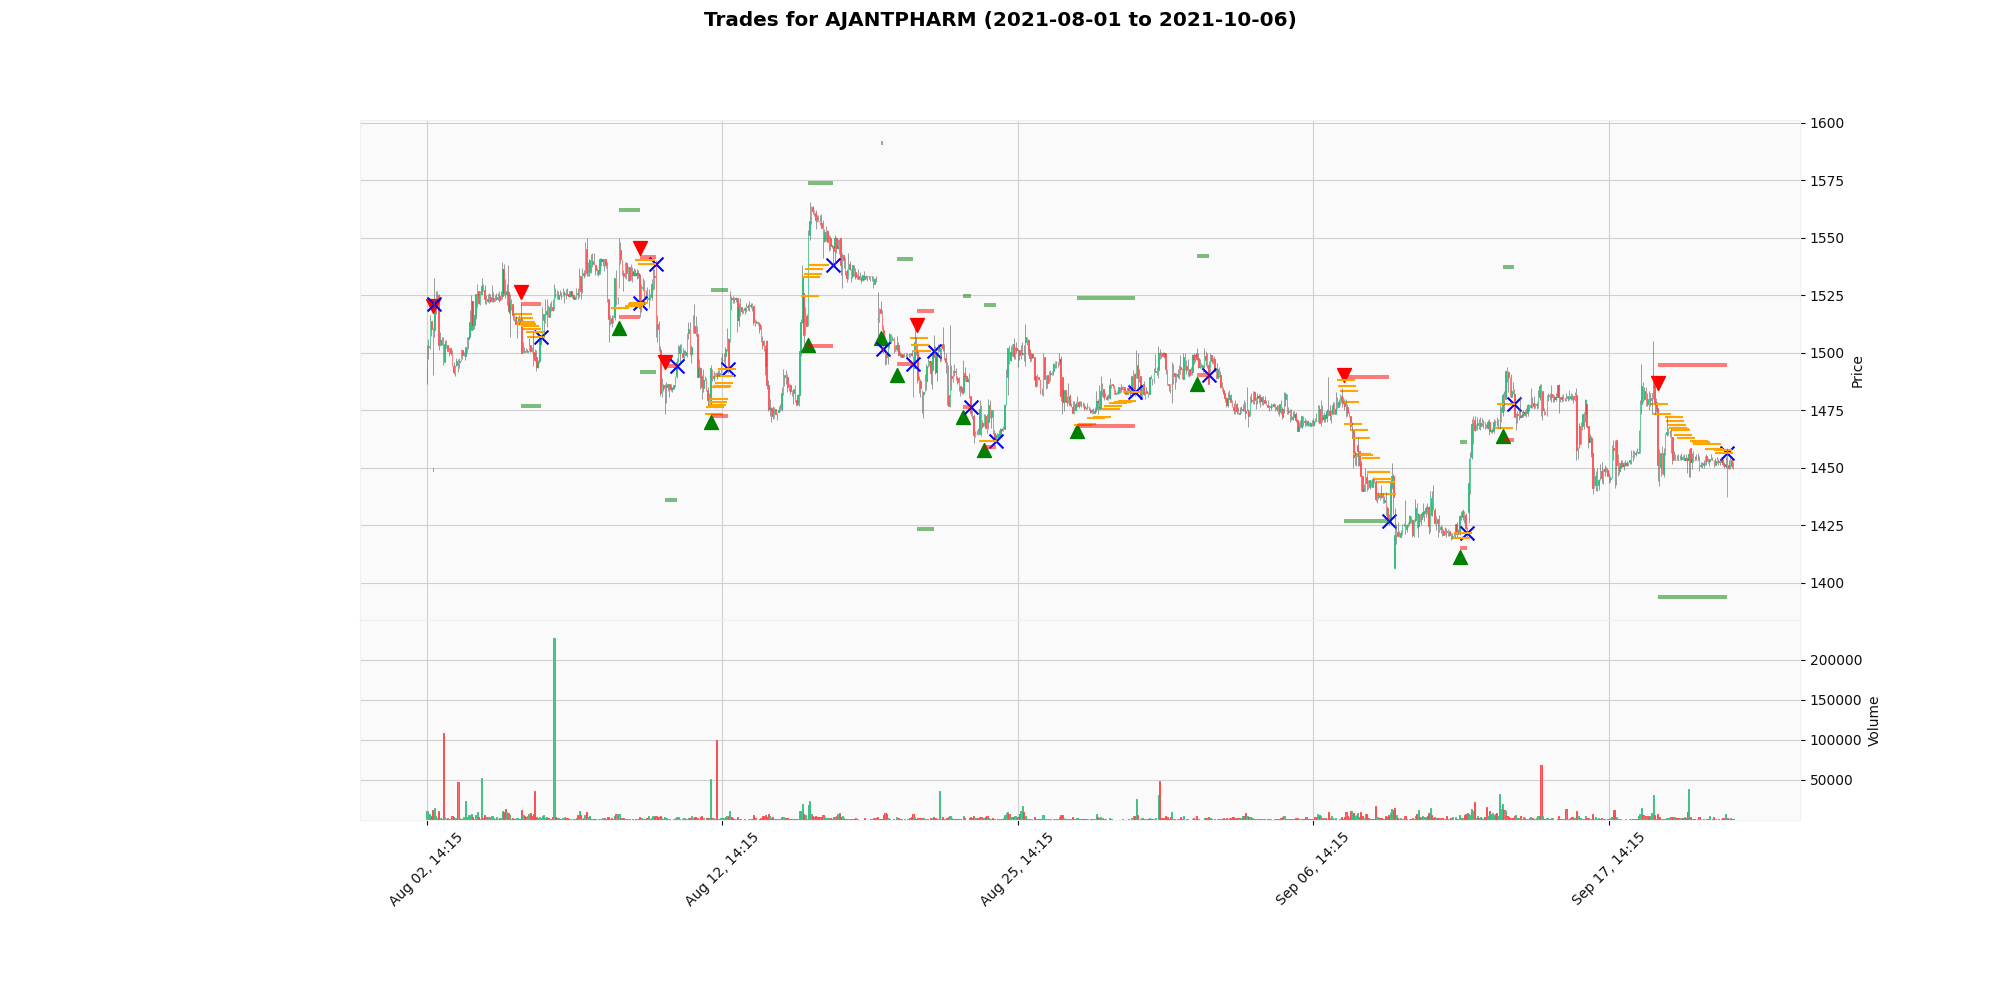 Trades for AJANTPHARM (2021-08-01 to 2021-10-06)
1600
1575
1550
1525
1500
1475
1450
1425
1400
Price
200000
150000
100000
50000
Volume
Aug 02, 14:15
Aug 12, 14:15
Aug 25, 14:15
Sep 06, 14:15
Sep 17, 14:15